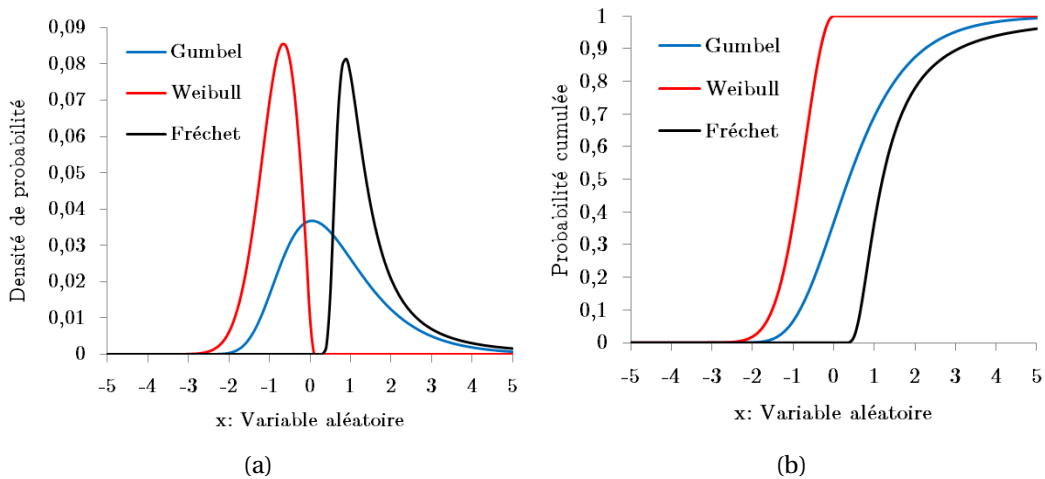 Densité de probabilité
0,09
0,08
0,07
0,06
0,05
0,04
0,03
0,02
0,01
0
Gumbel
Weibull
Fréchet
-5 -4 -3 -2 -1 0 1 2 3 4 5
x: Variable aléatoire
(a)
Probabilité cumulée
1
0,9
0,8
0,7
0,6
0,5
0,4
0,3
0,2
0,1
0
Gumbel
Weibull
Fréchet
-5 -4 -3 -2 -1 0 1 2 3 4 5
x: Variable aléatoire
(b)